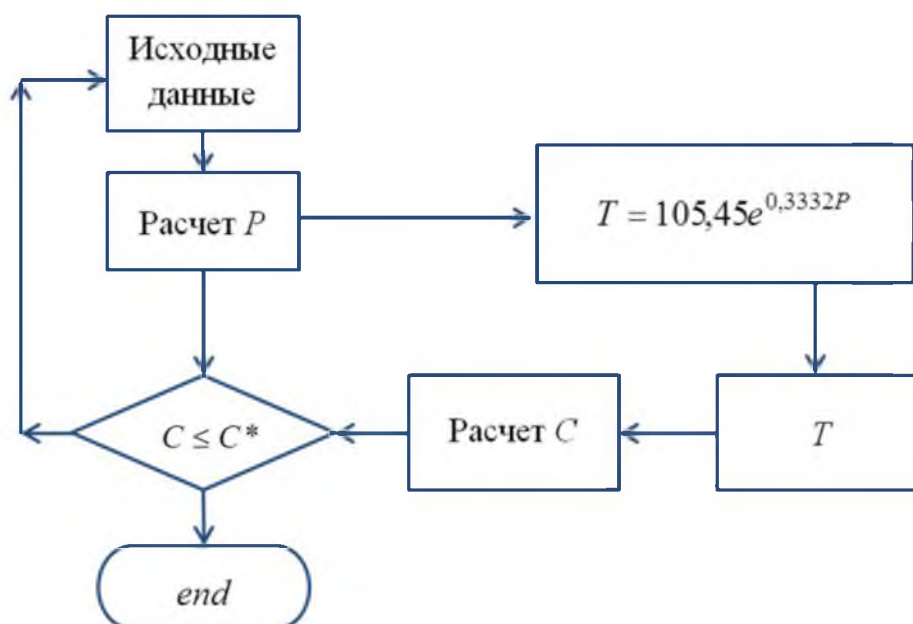 Исходные
данные
Расчет P
T = 105,45e^{0,3332P}
T
Расчет C
C ≤ C*
end